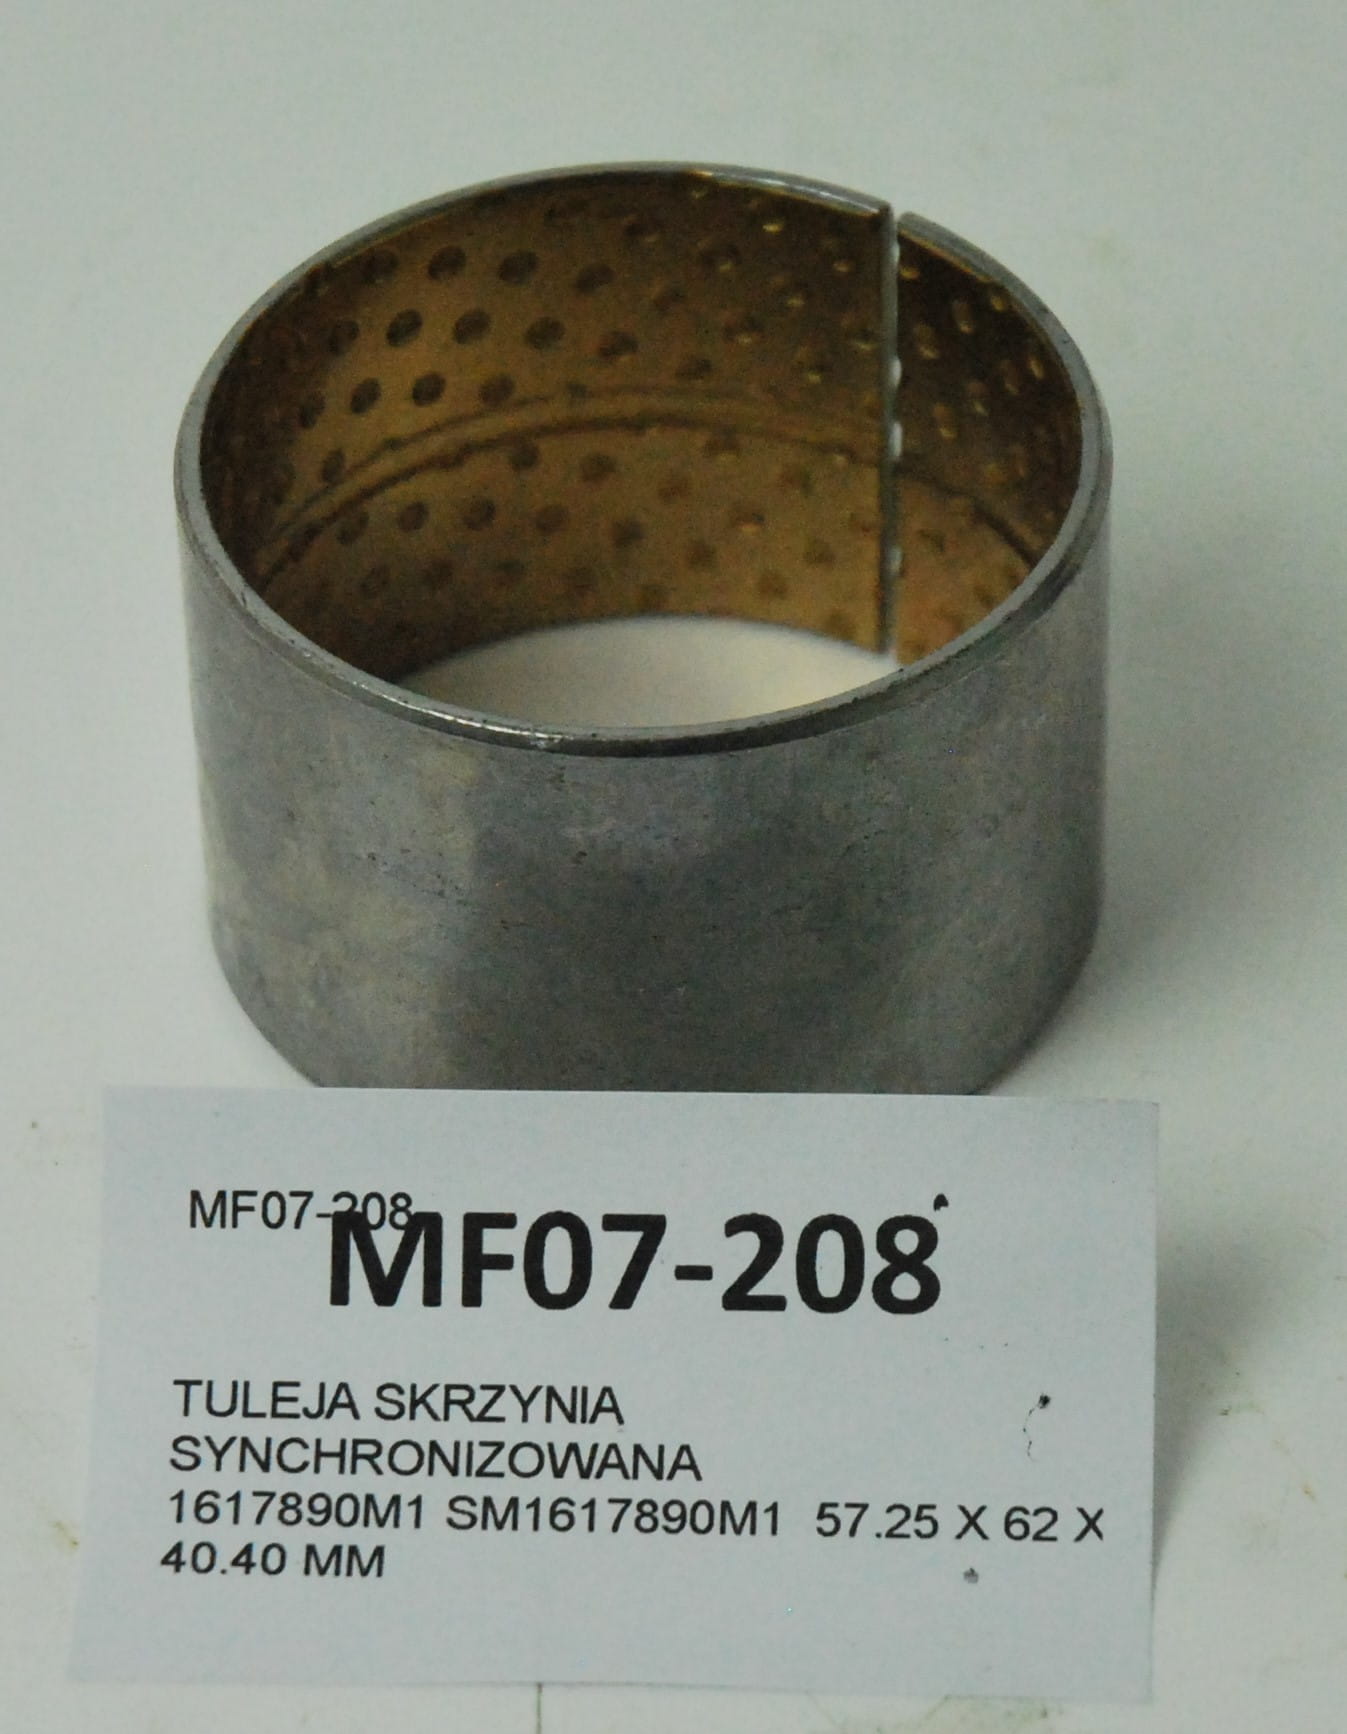 MF07-208
MF07-208
TULEJA SKRZYNIA
SYNCHRONIZOWANA
1617890M1 SM1617890M1 57.25 X 62 X
40.40 MM